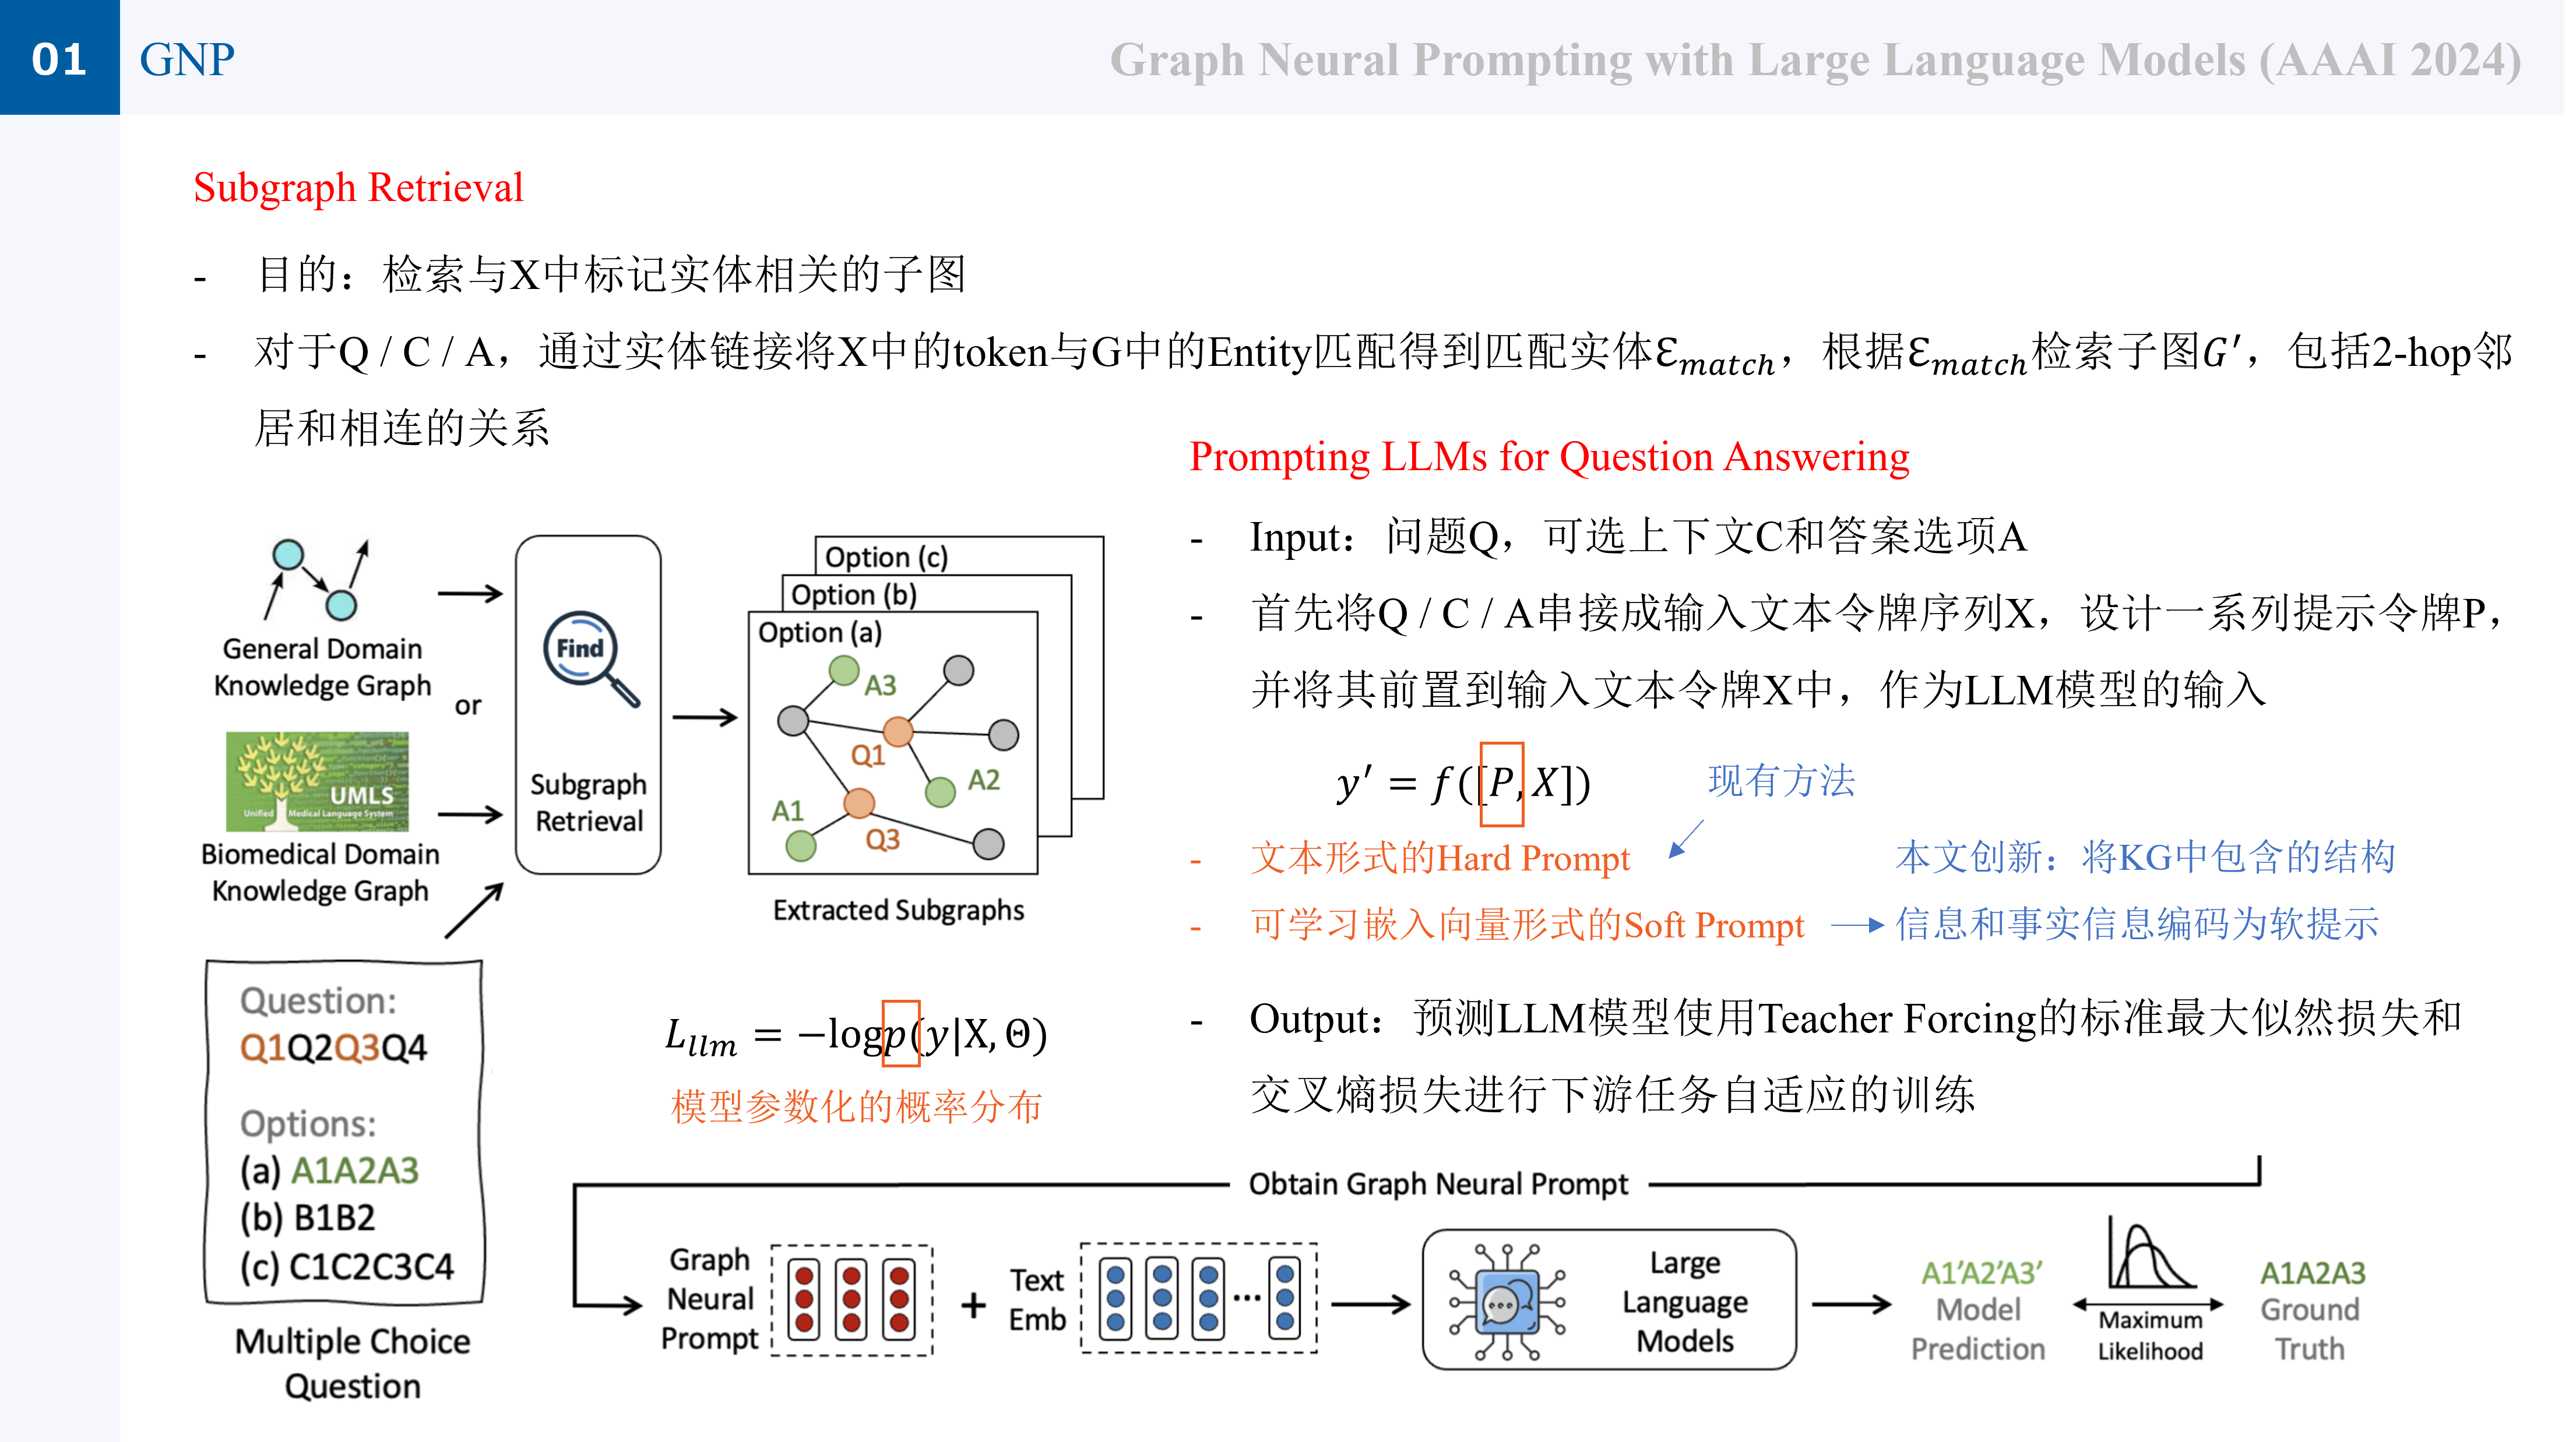 01
GNP
Graph Neural Prompting with Large Language Models (AAAI 2024)
Subgraph Retrieval
- 目的：检索与X中标记实体相关的子图
- 对于Q / C / A，通过实体链接将X中的token与G中的Entity匹配得到匹配实体Ɛ_match，根据Ɛ_match检索子图G′，包括2-hop邻
居和相连的关系
General Domain
Knowledge Graph
or
UMLS
Unified Medical Language System
Biomedical Domain
Knowledge Graph
Find
Subgraph
Retrieval
Option (c)
Option (b)
Option (a)
A3
Q1
A2
A1
Q3
Extracted Subgraphs
Question:
Q1Q2Q3Q4
Options:
(a) A1A2A3
(b) B1B2
(c) C1C2C3C4
Multiple Choice
Question
L_llm = −logp(y|X, Θ)
模型参数化的概率分布
Prompting LLMs for Question Answering
- Input：问题Q，可选上下文C和答案选项A
- 首先将Q / C / A串接成输入文本令牌序列X，设计一系列提示令牌P，
并将其前置到输入文本令牌X中，作为LLM模型的输入
y′ = f([P, X])
现有方法
- 文本形式的Hard Prompt
- 可学习嵌入向量形式的Soft Prompt
本文创新：将KG中包含的结构
信息和事实信息编码为软提示
- Output：预测LLM模型使用Teacher Forcing的标准最大似然损失和
交叉熵损失进行下游任务自适应的训练
Obtain Graph Neural Prompt
Graph
Neural
Prompt
+
Text
Emb
...
Large
Language
Models
A1’A2’A3’
Model
Prediction
Maximum
Likelihood
A1A2A3
Ground
Truth